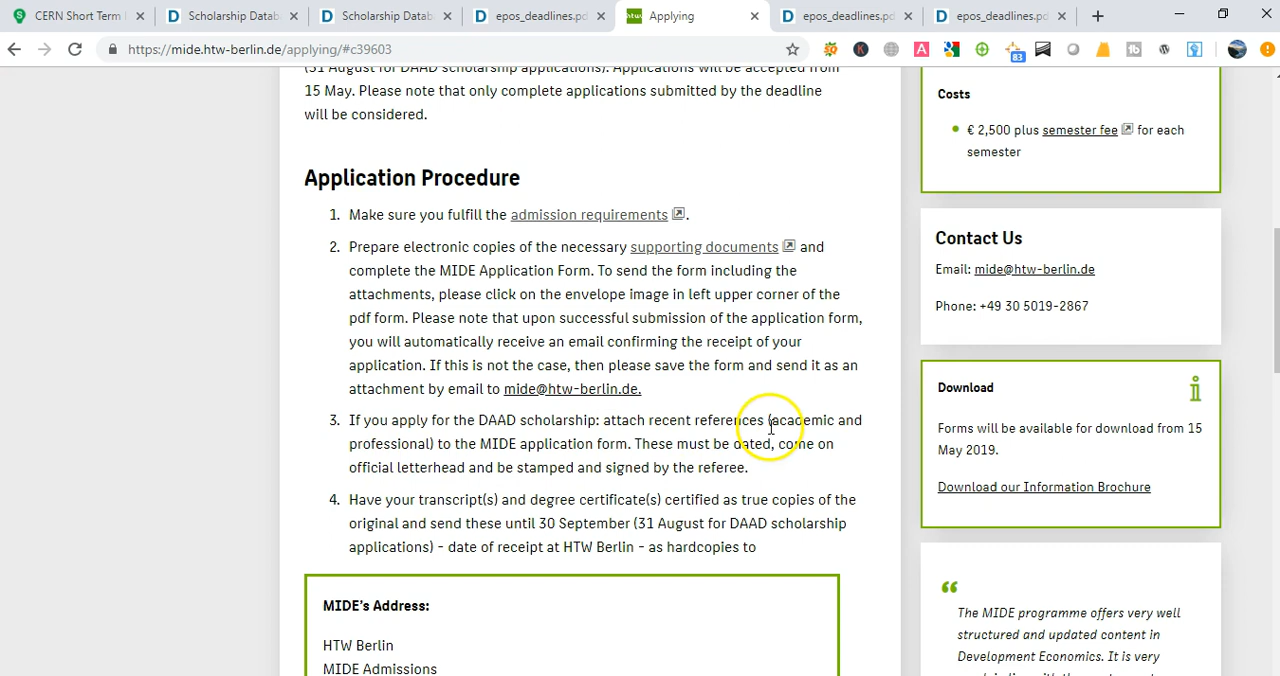 CERN Short Term
Scholarship Datab
Scholarship Datab
epos_deadlines.pd
htw
Applying
epos_deadlines.pd
epos_deadlines.pd
https://mide.htw-berlin.de/applying/#c39603
83
(31 August for DAAD scholarship applications). Applications will be accepted from
15 May. Please note that only complete applications submitted by the deadline
will be considered.
Application Procedure
1. Make sure you fulfill the admission requirements.
2. Prepare electronic copies of the necessary supporting documents and
complete the MIDE Application Form. To send the form including the
attachments, please click on the envelope image in left upper corner of the
pdf form. Please note that upon successful submission of the application form,
you will automatically receive an email confirming the receipt of your
application. If this is not the case, then please save the form and send it as an
attachment by email to mide@htw-berlin.de.
3. If you apply for the DAAD scholarship: attach recent references (academic and
professional) to the MIDE application form. These must be dated, come on
official letterhead and be stamped and signed by the referee.
4. Have your transcript(s) and degree certificate(s) certified as true copies of the
original and send these until 30 September (31 August for DAAD scholarship
applications) - date of receipt at HTW Berlin - as hardcopies to
MIDE's Address:
HTW Berlin
MIDE Admissions
Costs
€ 2,500 plus semester fee for each
semester
Contact Us
Email: mide@htw-berlin.de
Phone: +49 30 5019-2867
Download
Forms will be available for download from 15
May 2019.
Download our Information Brochure
The MIDE programme offers very well
structured and updated content in
Development Economics. It is very